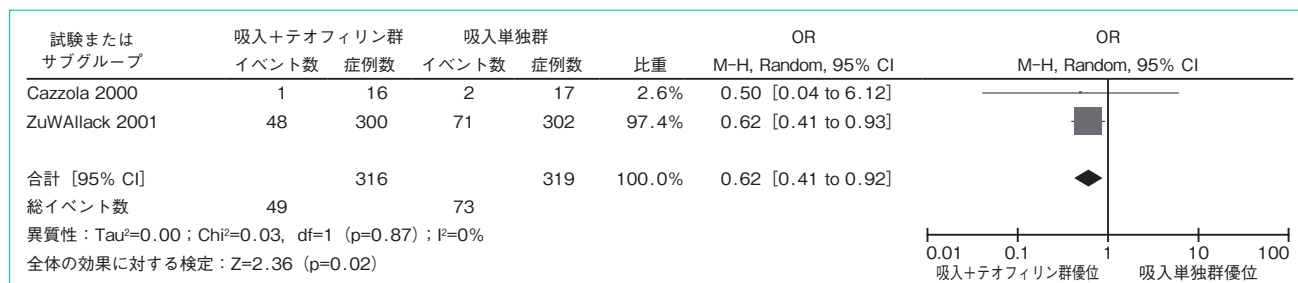 試験または 吸入＋テオフィリン群 吸入単独群 OR OR
サブグループ イベント数 症例数 イベント数 症例数 比重 M-H, Random, 95% CI M-H, Random, 95% CI
Cazzola 2000 1 16 2 17 2.6% 0.50 [0.04 to 6.12]
ZuWAllack 2001 48 300 71 302 97.4% 0.62 [0.41 to 0.93]
合計 [95% CI] 316 319 100.0% 0.62 [0.41 to 0.92]
総イベント数 49 73
異質性：Tau²=0.00；Chi²=0.03, df=1（p=0.87）；I²=0%
全体の効果に対する検定：Z=2.36（p=0.02）
0.01 0.1 1 10 100
吸入＋テオフィリン群優位 吸入単独群優位